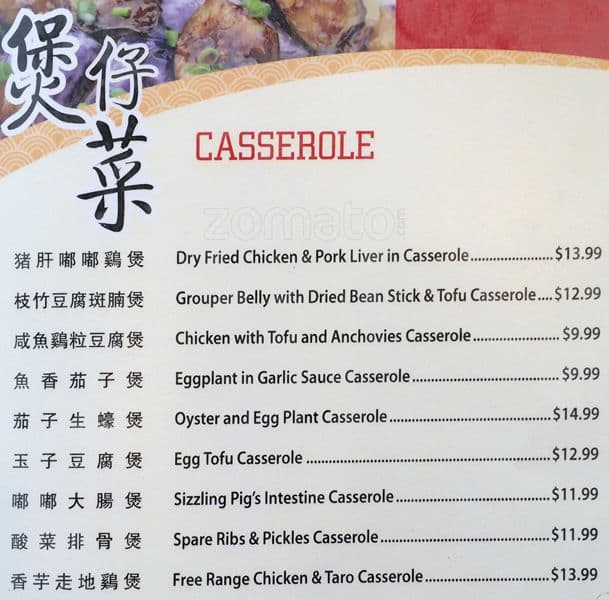 煲仔菜
CASSEROLE
zomato.com
猪肝嘟嘟鷄煲 Dry Fried Chicken & Pork Liver in Casserole....................$13.99
枝竹豆腐斑腩煲 Grouper Belly with Dried Bean Stick & Tofu Casserole....$12.99
咸魚鷄粒豆腐煲 Chicken with Tofu and Anchovies Casserole.....................$9.99
魚香茄子煲 Eggplant in Garlic Sauce Casserole....................................$9.99
茄子生蠔煲 Oyster and Egg Plant Casserole........................................$14.99
玉子豆腐煲 Egg Tofu Casserole ............................................................$12.99
嘟嘟大腸煲 Sizzling Pig's Intestine Casserole......................................$11.99
酸菜排骨煲 Spare Ribs & Pickles Casserole..........................................$11.99
香芋走地鷄煲 Free Range Chicken & Taro Casserole..............................$13.99